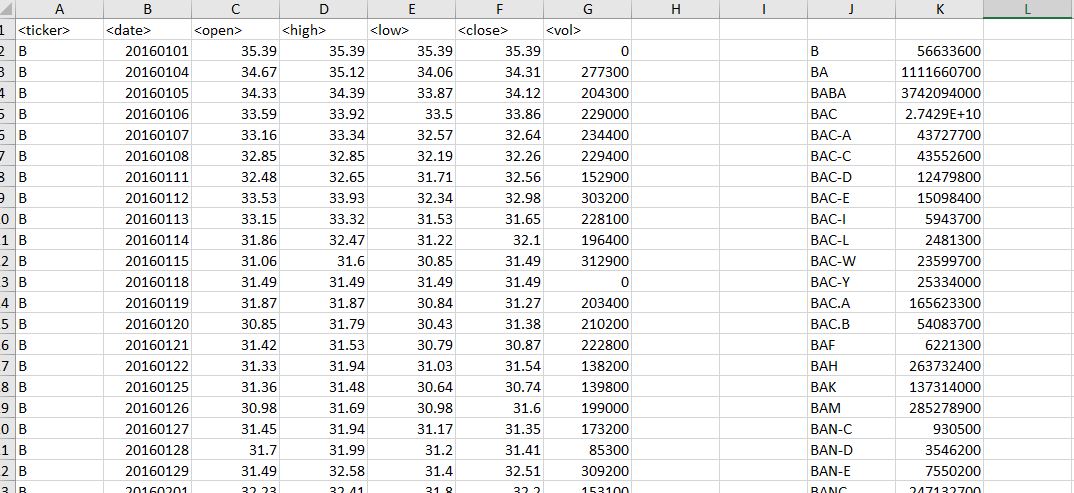 A B C D E F G H I J K L
1 <ticker> <date> <open> <high> <low> <close> <vol>
2 B 20160101 35.39 35.39 35.39 35.39 0 B 56633600
3 B 20160104 34.67 35.12 34.06 34.31 277300 BA 1111660700
4 B 20160105 34.33 34.39 33.87 34.12 204300 BABA 3742094000
5 B 20160106 33.59 33.92 33.5 33.86 229000 BAC 2.7429E+10
6 B 20160107 33.16 33.34 32.57 32.64 234400 BAC-A 43727700
7 B 20160108 32.85 32.85 32.19 32.26 229400 BAC-C 43552600
8 B 20160111 32.48 32.65 31.71 32.56 152900 BAC-D 12479800
9 B 20160112 33.53 33.93 32.34 32.98 303200 BAC-E 15098400
0 B 20160113 33.15 33.32 31.53 31.65 228100 BAC-I 5943700
1 B 20160114 31.86 32.47 31.22 32.1 196400 BAC-L 2481300
2 B 20160115 31.06 31.6 30.85 31.49 312900 BAC-W 23599700
3 B 20160118 31.49 31.49 31.49 31.49 0 BAC-Y 25334000
4 B 20160119 31.87 31.87 30.84 31.27 203400 BAC.A 165623300
5 B 20160120 30.85 31.79 30.43 31.38 210200 BAC.B 54083700
6 B 20160121 31.42 31.53 30.79 30.87 222800 BAF 6221300
7 B 20160122 31.33 31.94 31.03 31.54 138200 BAH 263732400
8 B 20160125 31.36 31.48 30.64 30.74 139800 BAK 137314000
9 B 20160126 30.98 31.69 30.98 31.6 199000 BAM 285278900
0 B 20160127 31.45 31.94 31.17 31.35 173200 BAN-C 930500
1 B 20160128 31.7 31.99 31.2 31.41 85300 BAN-D 3546200
2 B 20160129 31.49 32.58 31.4 32.51 309200 BAN-E 7550200
3 B 20160201 32.23 32.41 31.8 32.2 153100 BANC 247132700